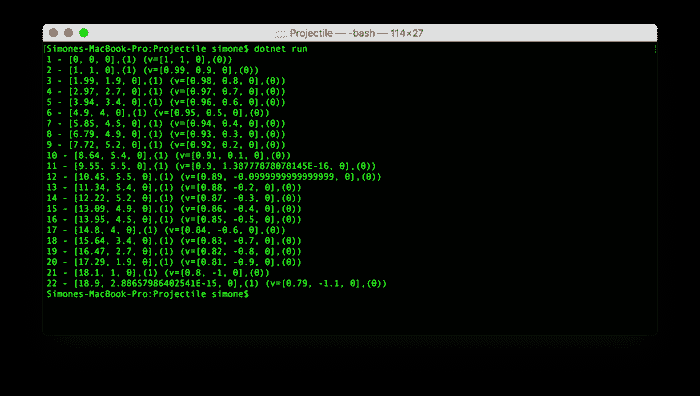 Projectile — -bash — 114×27
Simones-MacBook-Pro:Projectile simone$ dotnet run
1 - [0, 0, 0],(1) (v=[1, 1, 0],(0))
2 - [1, 1, 0],(1) (v=[0.99, 0.9, 0],(0))
3 - [1.99, 1.9, 0],(1) (v=[0.98, 0.8, 0],(0))
4 - [2.97, 2.7, 0],(1) (v=[0.97, 0.7, 0],(0))
5 - [3.94, 3.4, 0],(1) (v=[0.96, 0.6, 0],(0))
6 - [4.9, 4, 0],(1) (v=[0.95, 0.5, 0],(0))
7 - [5.85, 4.5, 0],(1) (v=[0.94, 0.4, 0],(0))
8 - [6.79, 4.9, 0],(1) (v=[0.93, 0.3, 0],(0))
9 - [7.72, 5.2, 0],(1) (v=[0.92, 0.2, 0],(0))
10 - [8.64, 5.4, 0],(1) (v=[0.91, 0.1, 0],(0))
11 - [9.55, 5.5, 0],(1) (v=[0.9, 1.38777878078145E-16, 0],(0))
12 - [10.45, 5.5, 0],(1) (v=[0.89, -0.0999999999999999, 0],(0))
13 - [11.34, 5.4, 0],(1) (v=[0.88, -0.2, 0],(0))
14 - [12.22, 5.2, 0],(1) (v=[0.87, -0.3, 0],(0))
15 - [13.09, 4.9, 0],(1) (v=[0.86, -0.4, 0],(0))
16 - [13.95, 4.5, 0],(1) (v=[0.85, -0.5, 0],(0))
17 - [14.8, 4, 0],(1) (v=[0.84, -0.6, 0],(0))
18 - [15.64, 3.4, 0],(1) (v=[0.83, -0.7, 0],(0))
19 - [16.47, 2.7, 0],(1) (v=[0.82, -0.8, 0],(0))
20 - [17.29, 1.9, 0],(1) (v=[0.81, -0.9, 0],(0))
21 - [18.1, 1, 0],(1) (v=[0.8, -1, 0],(0))
22 - [18.9, 2.88657986402541E-15, 0],(1) (v=[0.79, -1.1, 0],(0))
Simones-MacBook-Pro:Projectile simone$